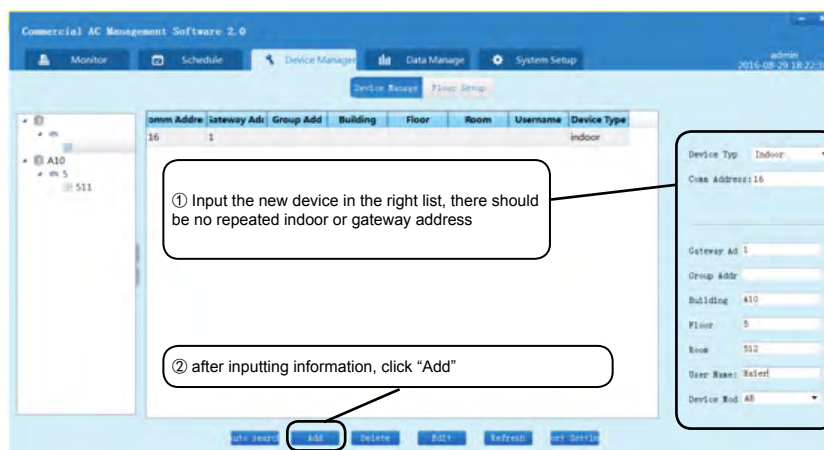 Commercial AC Management Software 2.0
Monitor Schedule Device Manager Data Manage System Setup
admin
2016-08-29 18:22:3
Device Manage Floor Setup
omm Addre iateway Adc Group Add Building Floor Room Username Device Type
16 1 indoor
A10
5
511
① Input the new device in the right list, there should
be no repeated indoor or gateway address
② after inputting information, click “Add”
Device Typ Indoor
Comm Address:16
Gateway Ad 1
Group Addr
Building A10
Floor 5
Room 512
User Name: Haier
Device Mod AB
uto searc Add Delete Edit Refresh ort Settin